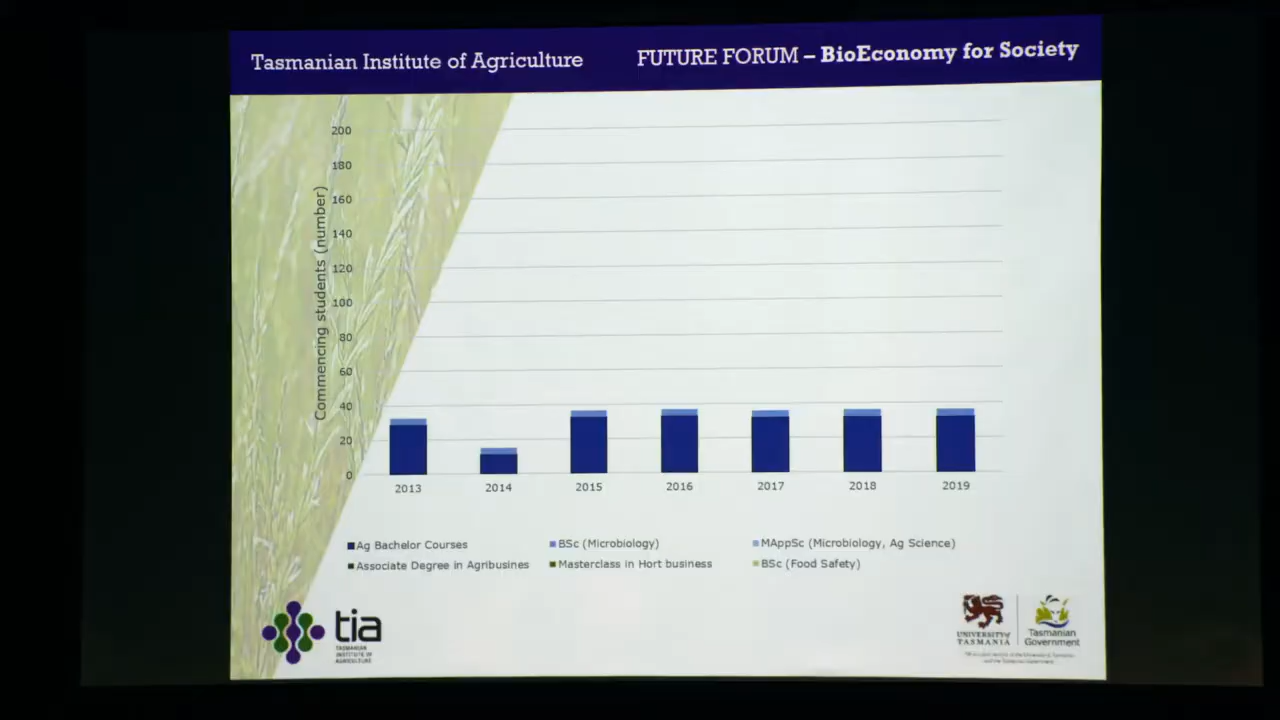 Tasmanian Institute of Agriculture
FUTURE FORUM – BioEconomy for Society
200
180
160
140
120
100
80
60
40
20
0
Commencing students (number)
2013 2014 2015 2016 2017 2018 2019
Ag Bachelor Courses BSc (Microbiology) MAppSc (Microbiology, Ag Science)
Associate Degree in Agribusines Masterclass in Hort business BSc (Food Safety)
tia
TASMANIAN
INSTITUTE OF
AGRICULTURE
UNIVERSITY of
TASMANIA
Tasmanian
Government